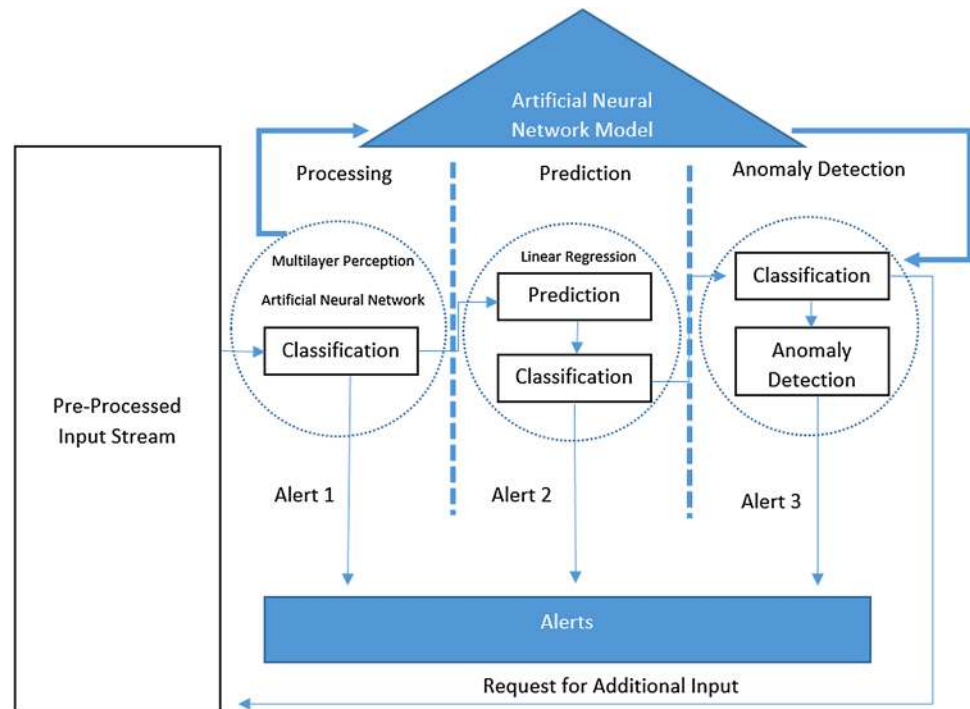 Artificial Neural
Network Model
Processing
Prediction
Anomaly Detection
Multilayer Perception
Artificial Neural Network
Classification
Linear Regression
Prediction
Classification
Classification
Anomaly
Detection
Pre-Processed
Input Stream
Alert 1
Alert 2
Alert 3
Alerts
Request for Additional Input